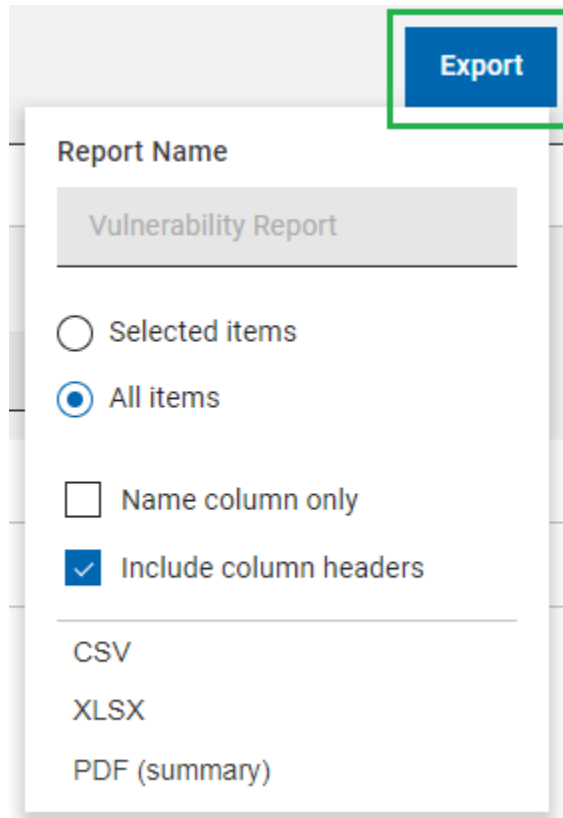 Export
Report Name
Vulnerability Report
Selected items
All items
Name column only
Include column headers
CSV
XLSX
PDF (summary)